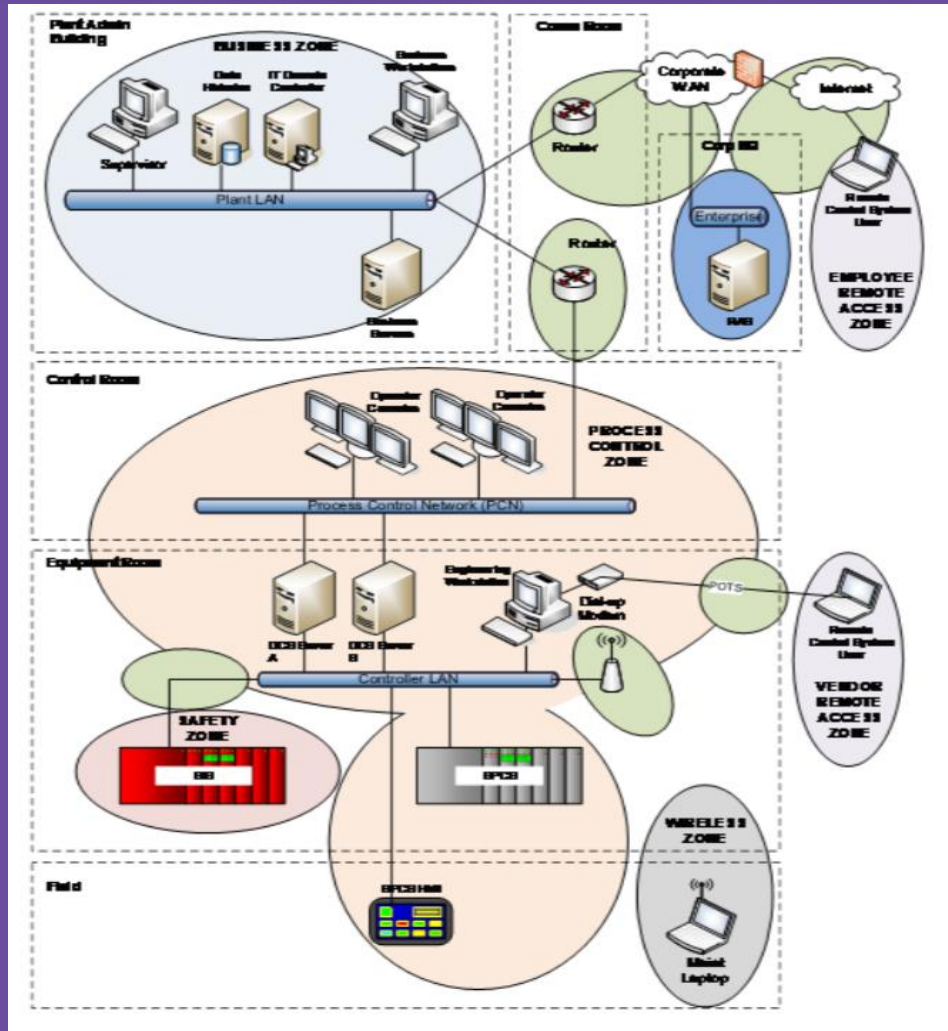 Plant Admin
Building
BUSINESS ZONE
Data
Historian
IT Domain
Controller
Business
Workstations
Supervisor
Plant LAN
Business
Servers
Comm Room
Router
Corporate
WAN
Internet
Corp HQ
Enterprise
Router
Remote
Control System
User
EMPLOYEE
REMOTE
ACCESS
ZONE
Control Room
Operator
Consoles
Operator
Consoles
PROCESS
CONTROL
ZONE
Process Control Network (PCN)
Equipment Room
Engineering
Workstation
Dial-up
Modem
POTS
DCS Server
A
DCS Server
B
Controller LAN
Remote
Control System
User
VENDOR
REMOTE
ACCESS
ZONE
SAFETY
ZONE
SIS
BPCS
WIRELESS
ZONE
Field
BPCS HMI
Maint
Laptop